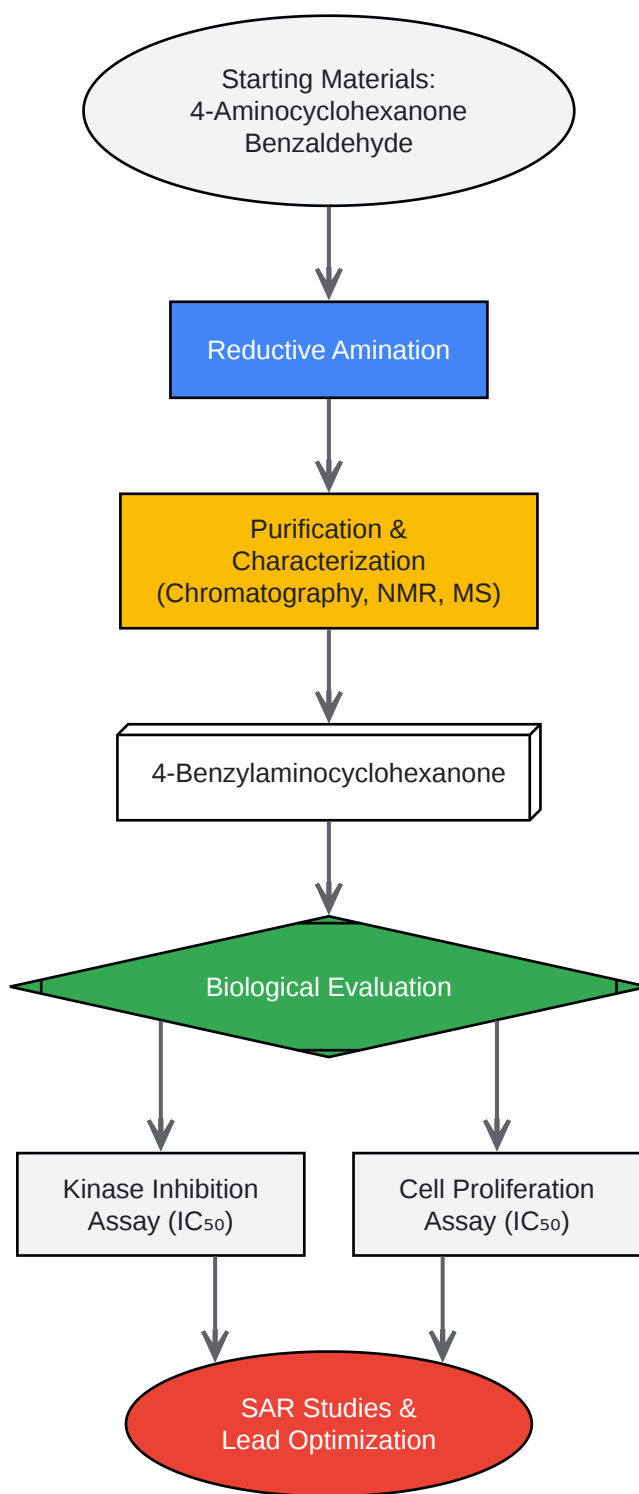 Starting Materials:
4-Aminocyclohexanone
Benzaldehyde
Reductive Amination
Purification &
Characterization
(Chromatography, NMR, MS)
4-Benzylaminocyclohexanone
Biological Evaluation
Kinase Inhibition
Assay (IC₅₀)
Cell Proliferation
Assay (IC₅₀)
SAR Studies &
Lead Optimization